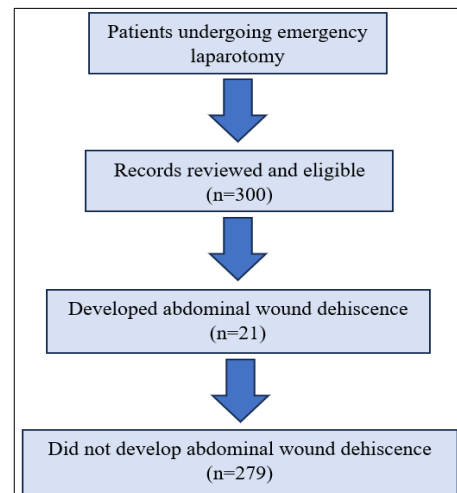 Patients undergoing emergency
laparotomy
Records reviewed and eligible
(n=300)
Developed abdominal wound dehiscence
(n=21)
Did not develop abdominal wound dehiscence
(n=279)